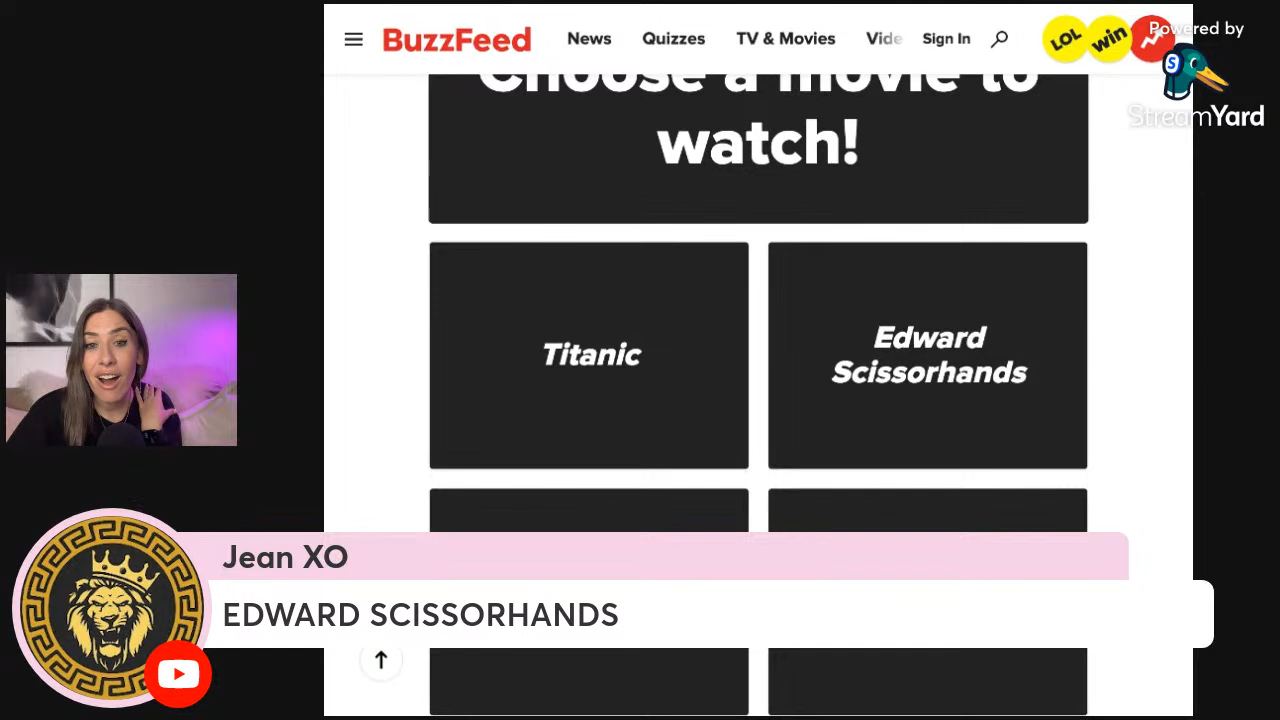 BuzzFeed
News
Quizzes
TV & Movies
Vide
Sign In
LOL
win
Powered by
S
StreamYard
Choose a movie to
watch!
Titanic
Edward
Scissorhands
Jean XO
EDWARD SCISSORHANDS